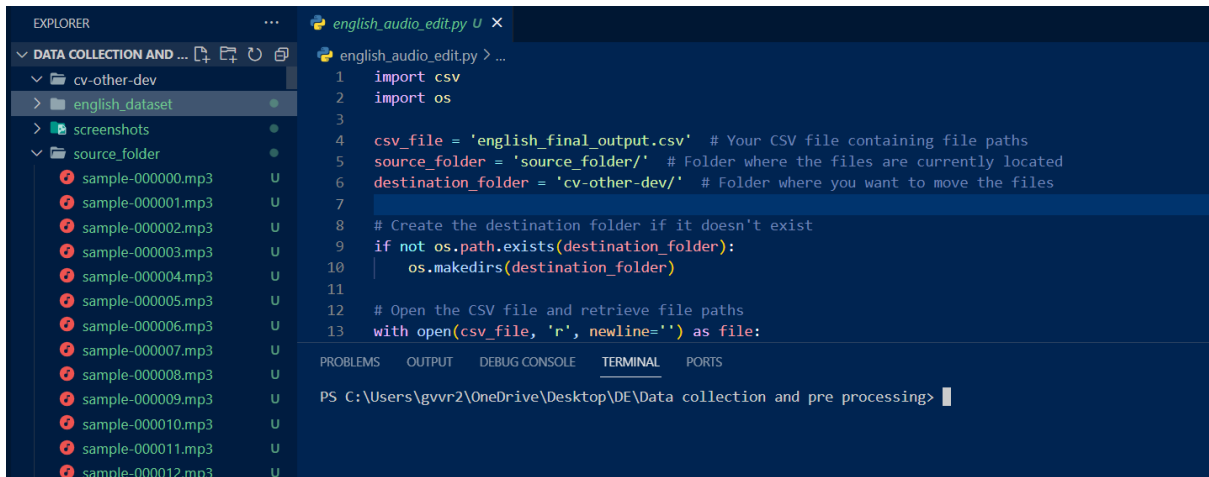 EXPLORER
DATA COLLECTION AND ...
cv-other-dev
english_dataset
screenshots
source_folder
sample-000000.mp3 U
sample-000001.mp3 U
sample-000002.mp3 U
sample-000003.mp3 U
sample-000004.mp3 U
sample-000005.mp3 U
sample-000006.mp3 U
sample-000007.mp3 U
sample-000008.mp3 U
sample-000009.mp3 U
sample-000010.mp3 U
sample-000011.mp3 U
sample-000012.mp3 U
english_audio_edit.py U
english_audio_edit.py > ...
1 import csv
2 import os
3
4 csv_file = 'english_final_output.csv' # Your CSV file containing file paths
5 source_folder = 'source_folder/' # Folder where the files are currently located
6 destination_folder = 'cv-other-dev/' # Folder where you want to move the files
7
8 # Create the destination folder if it doesn't exist
9 if not os.path.exists(destination_folder):
10 os.makedirs(destination_folder)
11
12 # Open the CSV file and retrieve file paths
13 with open(csv_file, 'r', newline='') as file:
PROBLEMS OUTPUT DEBUG CONSOLE TERMINAL PORTS
PS C:\Users\gvvr2\OneDrive\Desktop\DE\Data collection and pre processing>